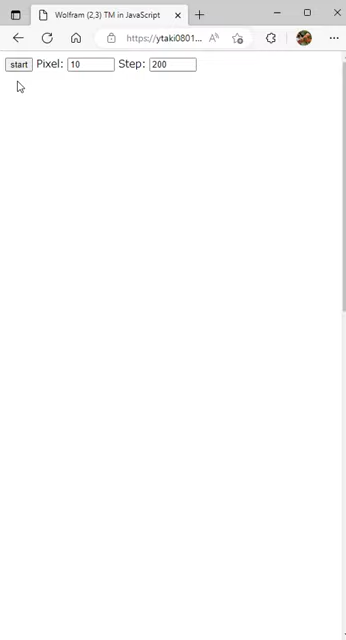 Wolfram (2,3) TM in JavaScript
https://ytaki0801...
start Pixel: 10 Step: 200